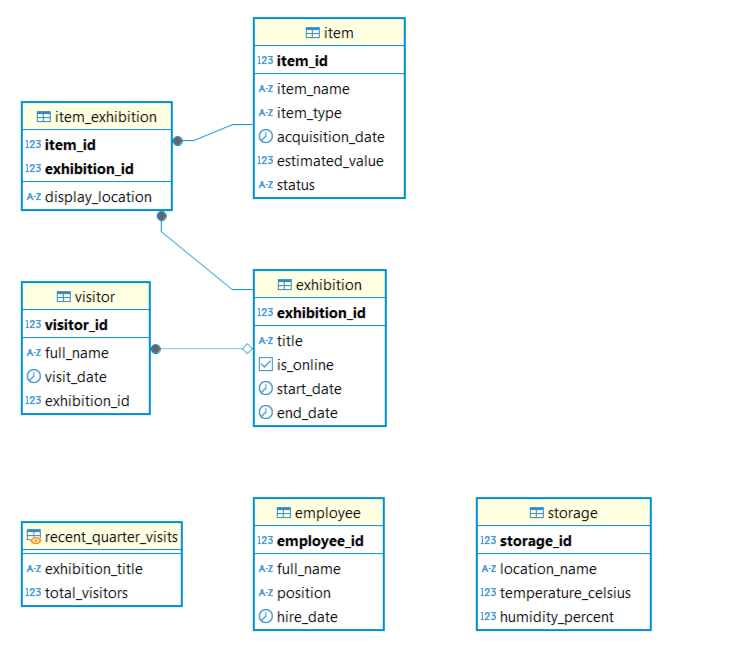 item
123 item_id
A-Z item_name
A-Z item_type
acquisition_date
123 estimated_value
A-Z status
item_exhibition
123 item_id
123 exhibition_id
A-Z display_location
visitor
123 visitor_id
A-Z full_name
visit_date
123 exhibition_id
exhibition
123 exhibition_id
A-Z title
is_online
start_date
end_date
recent_quarter_visits
A-Z exhibition_title
123 total_visitors
employee
123 employee_id
A-Z full_name
A-Z position
hire_date
storage
123 storage_id
A-Z location_name
123 temperature_celsius
123 humidity_percent